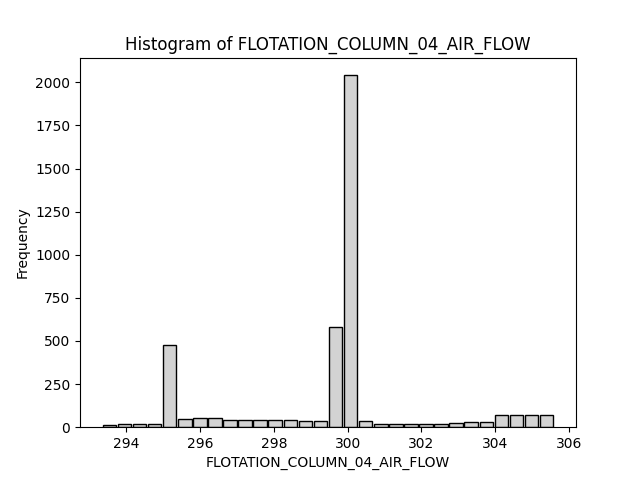 Histogram of FLOTATION_COLUMN_04_AIR_FLOW
2000
1750
1500
1250
1000
750
500
250
0
Frequency
294 296 298 300 302 304 306
FLOTATION_COLUMN_04_AIR_FLOW